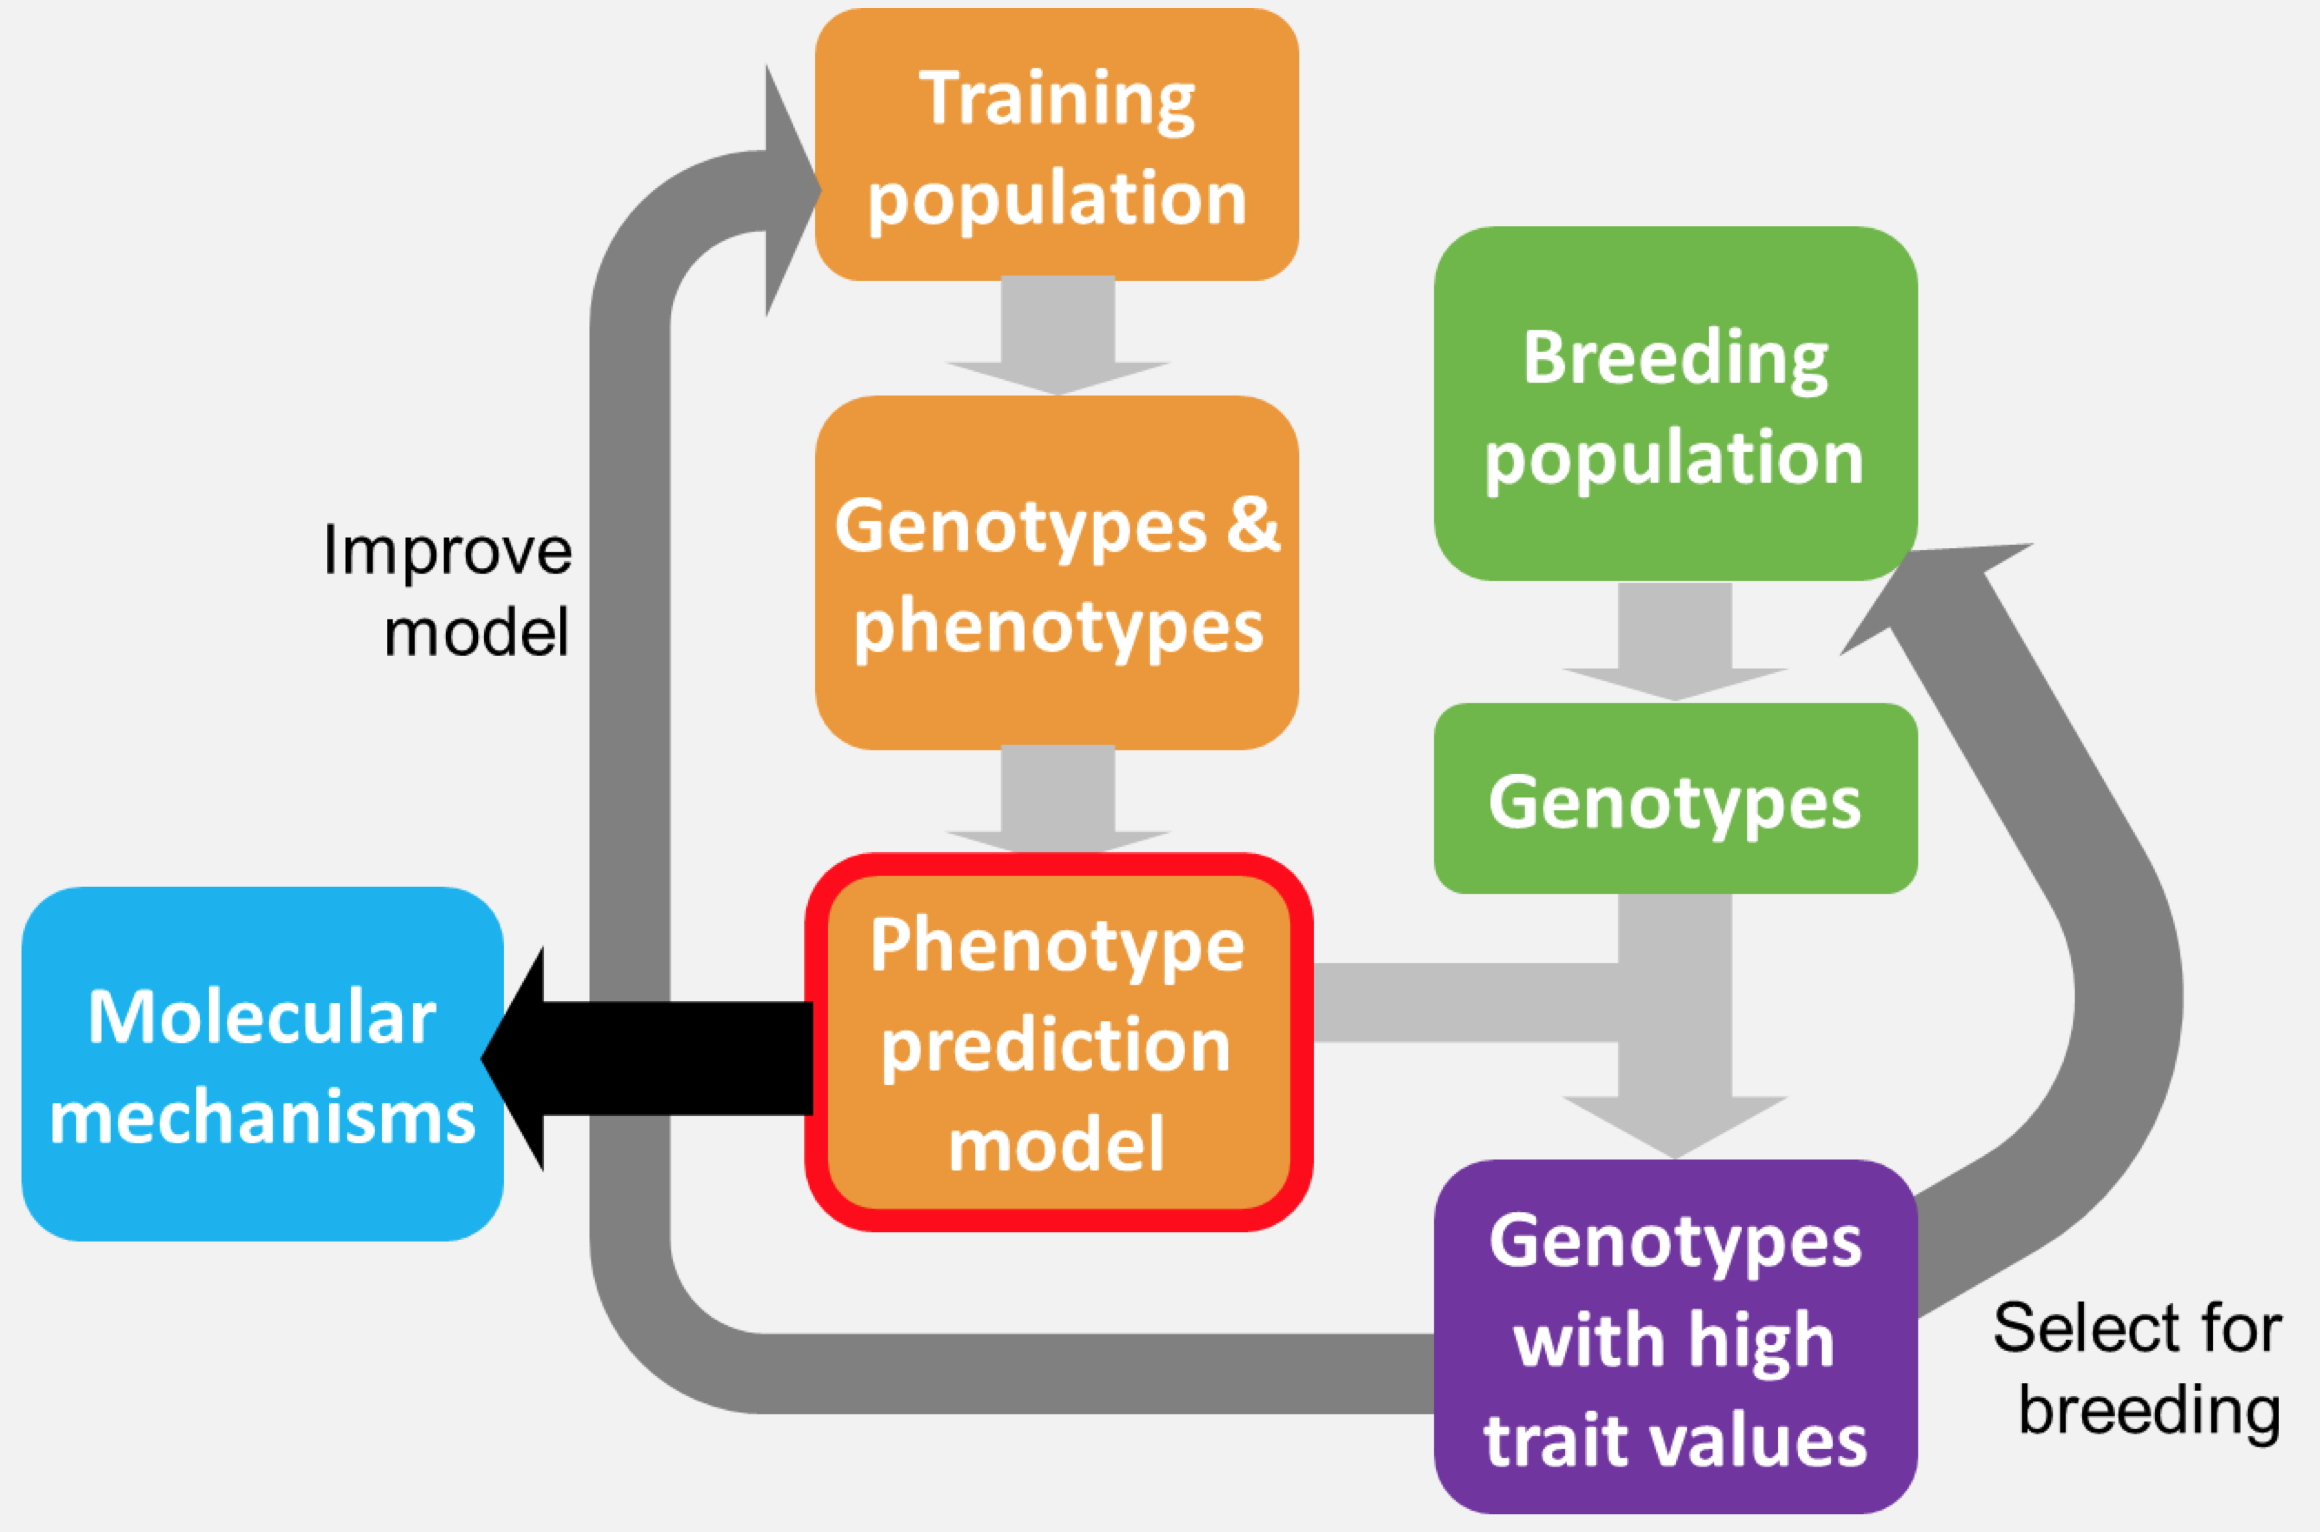 Training
population
Genotypes &
phenotypes
Phenotype
prediction
model
Breeding
population
Genotypes
Genotypes
with high
trait values
Molecular
mechanisms
Improve
model
Select for
breeding